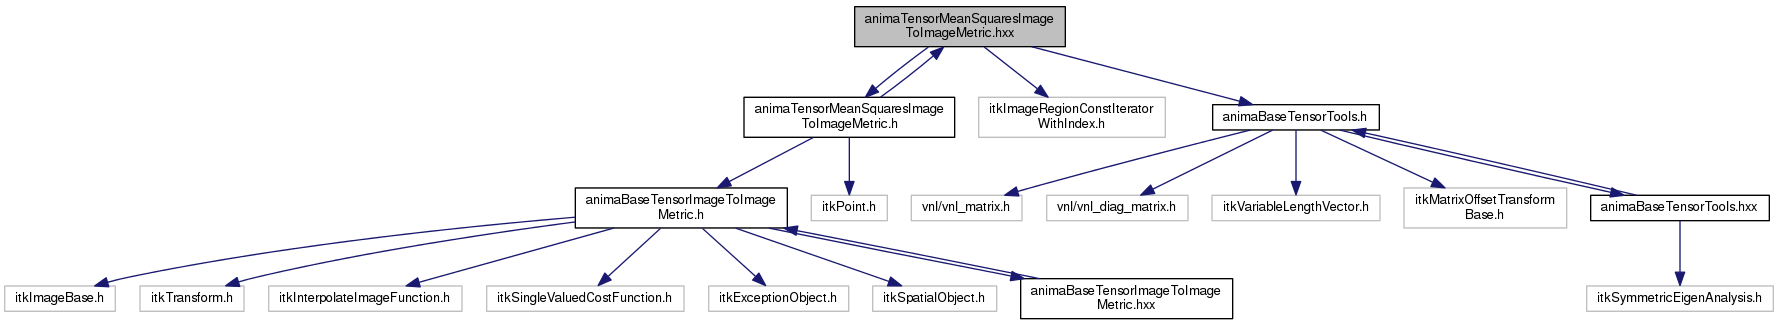 animaTensorMeanSquaresImage
ToImageMetric.hxx
animaTensorMeanSquaresImage
ToImageMetric.h
itkImageRegionConstIterator
WithIndex.h
animaBaseTensorTools.h
animaBaseTensorImageToImage
Metric.h
itkPoint.h
vnl/vnl_matrix.h
vnl/vnl_diag_matrix.h
itkVariableLengthVector.h
itkMatrixOffsetTransform
Base.h
animaBaseTensorTools.hxx
itkImageBase.h
itkTransform.h
itkInterpolateImageFunction.h
itkSingleValuedCostFunction.h
itkExceptionObject.h
itkSpatialObject.h
animaBaseTensorImageToImage
Metric.hxx
itkSymmetricEigenAnalysis.h